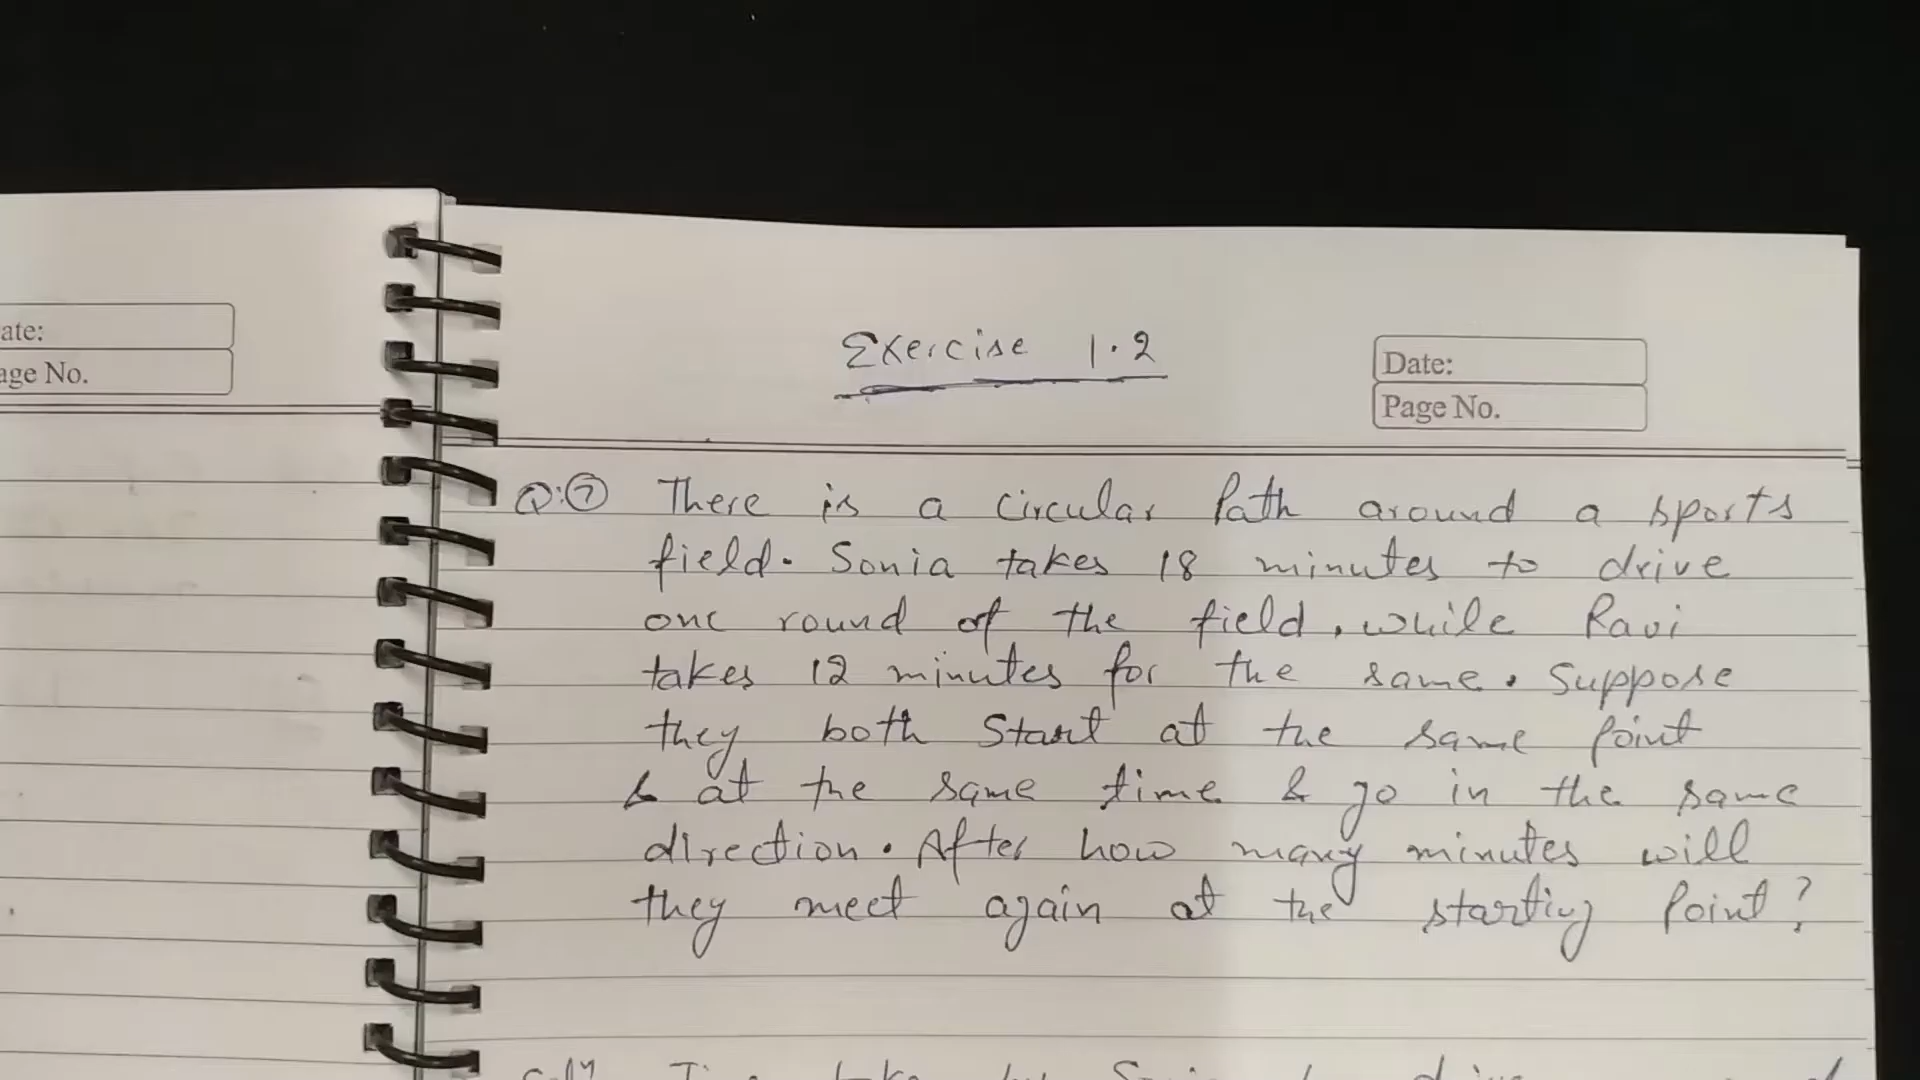 Exercise 1.2
ate:
age No.
Date:
Page No.
Q:⑦ There is a circular Path around a sports
field. Sonia takes 18 minutes to drive
one round of the field, while Ravi
takes 12 minutes for the same. Suppose
they both Start at the same Point
& at the same time & go in the same
direction. After how many minutes will
they meet again at the starting Point?